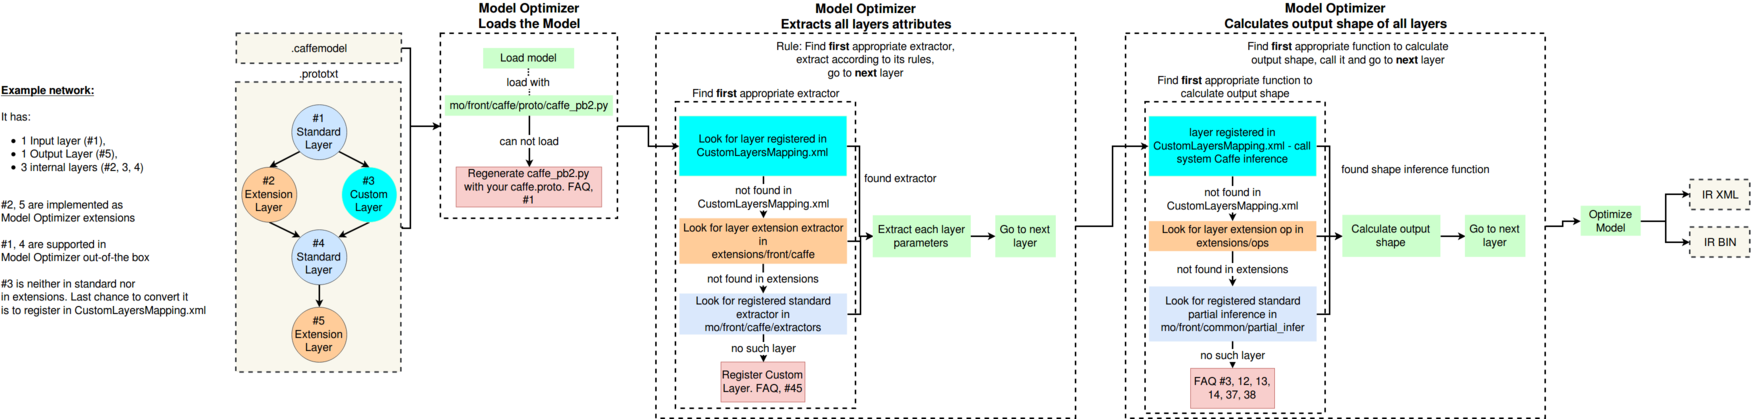 Example network:
It has:
• 1 Input layer (#1),
• 1 Output Layer (#5),
• 3 internal layers (#2, 3, 4)
#2, 5 are implemented as
Model Optimizer extensions
#1, 4 are supported in
Model Optimizer out-of-the box
#3 is neither in standard nor
in extensions. Last chance to convert it
is to register in CustomLayersMapping.xml
.caffemodel
.prototxt
#1
Standard
Layer
#2
Extension
Layer
#3
Custom
Layer
#4
Standard
Layer
#5
Extension
Layer
Model Optimizer
Loads the Model
Load model
load with
mo/front/caffe/proto/caffe_pb2.py
can not load
Regenerate caffe_pb2.py
with your caffe.proto. FAQ,
#1
Model Optimizer
Extracts all layers attributes
Rule: Find first appropriate extractor,
extract according to its rules,
go to next layer
Find first appropriate extractor
Look for layer registered in
CustomLayersMapping.xml
not found in
CustomLayersMapping.xml
Look for layer extension extractor
in
extensions/front/caffe
not found in extensions
Look for registered standard
extractor in
mo/front/caffe/extractors
no such layer
Register Custom
Layer. FAQ, #45
found extractor
Extract each layer
parameters
Go to next
layer
Model Optimizer
Calculates output shape of all layers
Find first appropriate function to calculate
output shape, call it and go to next layer
Find first appropriate function to
calculate output shape
layer registered in
CustomLayersMapping.xml - call
system Caffe inference
not found in
CustomLayersMapping.xml
Look for layer extension op in
extensions/ops
not found in extensions
Look for registered standard
partial inference in
mo/front/common/partial_infer
no such layer
FAQ #3, 12, 13,
14, 37, 38
found shape inference function
Calculate output
shape
Go to next
layer
Optimize
Model
IR XML
IR BIN